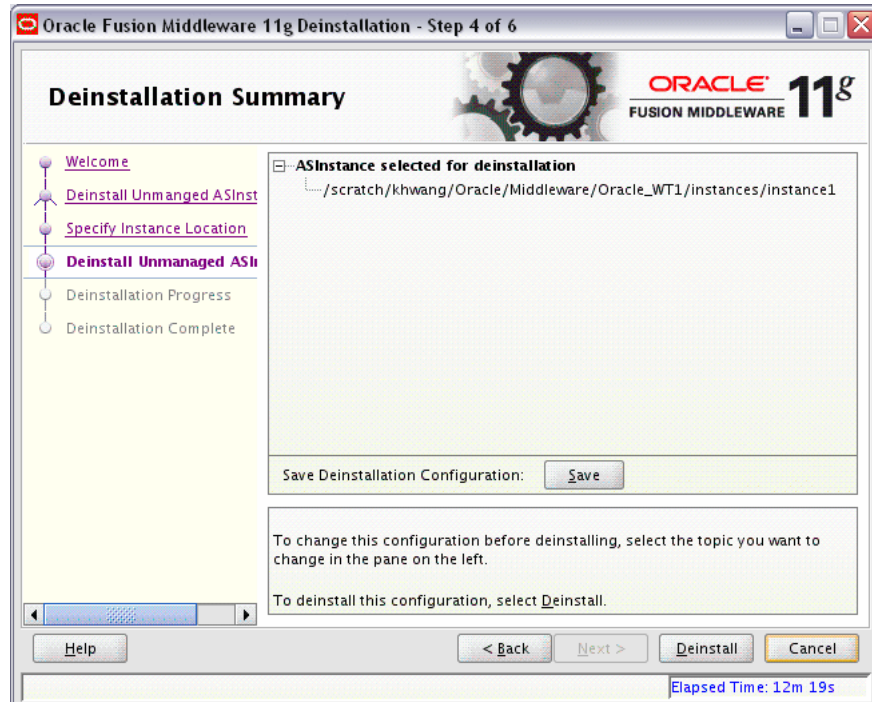 Oracle Fusion Middleware 11g Deinstallation - Step 4 of 6
Deinstallation Summary
ORACLE
FUSION MIDDLEWARE
11g
Welcome
Deinstall Unmanged ASInst
Specify Instance Location
Deinstall Unmanaged ASI
Deinstallation Progress
Deinstallation Complete
ASInstance selected for deinstallation
/scratch/khwang/Oracle/Middleware/Oracle_WT1/instances/instance1
Save Deinstallation Configuration:
Save
To change this configuration before deinstalling, select the topic you want to
change in the pane on the left.
To deinstall this configuration, select Deinstall.
Help
< Back
Next >
Deinstall
Cancel
Elapsed Time: 12m 19s